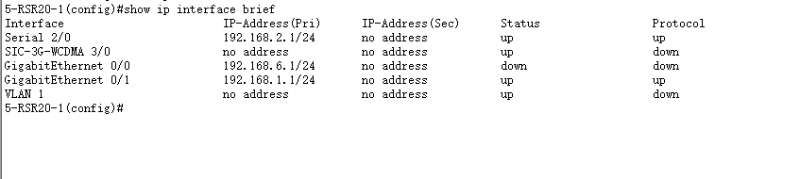 5-RSR20-1(config)#show ip interface brief
Interface IP-Address(Pri) IP-Address(Sec) Status Protocol
Serial 2/0 192.168.2.1/24 no address up up
SIC-3G-WCDMA 3/0 no address no address up down
GigabitEthernet 0/0 192.168.6.1/24 no address down down
GigabitEthernet 0/1 192.168.1.1/24 no address up up
VLAN 1 no address no address up down
5-RSR20-1(config)#